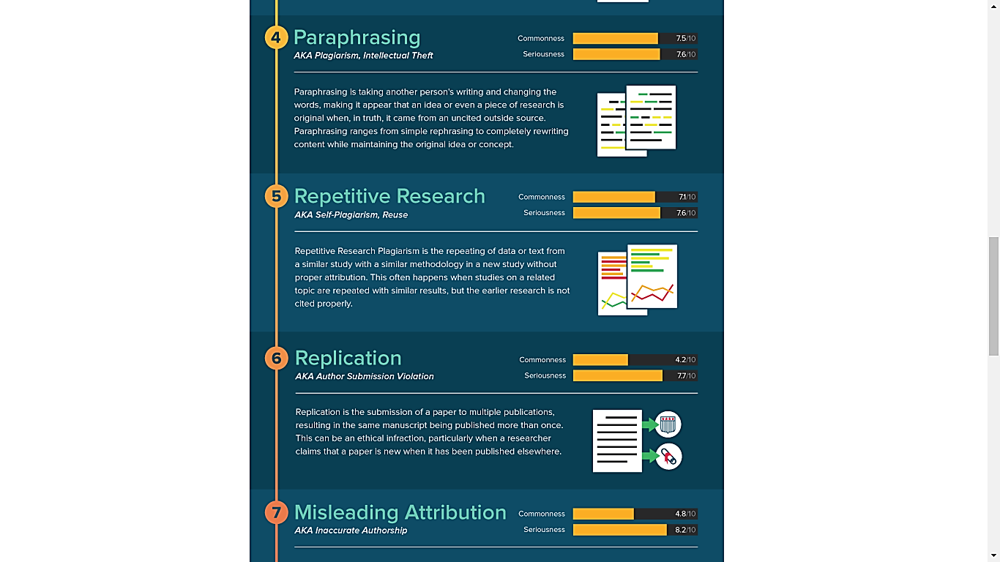 4 Paraphrasing
AKA Plagiarism, Intellectual Theft
Commonness 7.5/10
Seriousness 7.6/10
Paraphrasing is taking another person's writing and changing the
words, making it appear that an idea or even a piece of research is
original when, in truth, it came from an uncited outside source.
Paraphrasing ranges from simple rephrasing to completely rewriting
content while maintaining the original idea or concept.
5 Repetitive Research
AKA Self-Plagiarism, Reuse
Commonness 7.1/10
Seriousness 7.6/10
Repetitive Research Plagiarism is the repeating of data or text from
a similar study with a similar methodology in a new study without
proper attribution. This often happens when studies on a related
topic are repeated with similar results, but the earlier research is not
cited properly.
6 Replication
AKA Author Submission Violation
Commonness 4.2/10
Seriousness 7.7/10
Replication is the submission of a paper to multiple publications,
resulting in the same manuscript being published more than once.
This can be an ethical infraction, particularly when a researcher
claims that a paper is new when it has been published elsewhere.
7 Misleading Attribution
AKA Inaccurate Authorship
Commonness 4.8/10
Seriousness 8.2/10